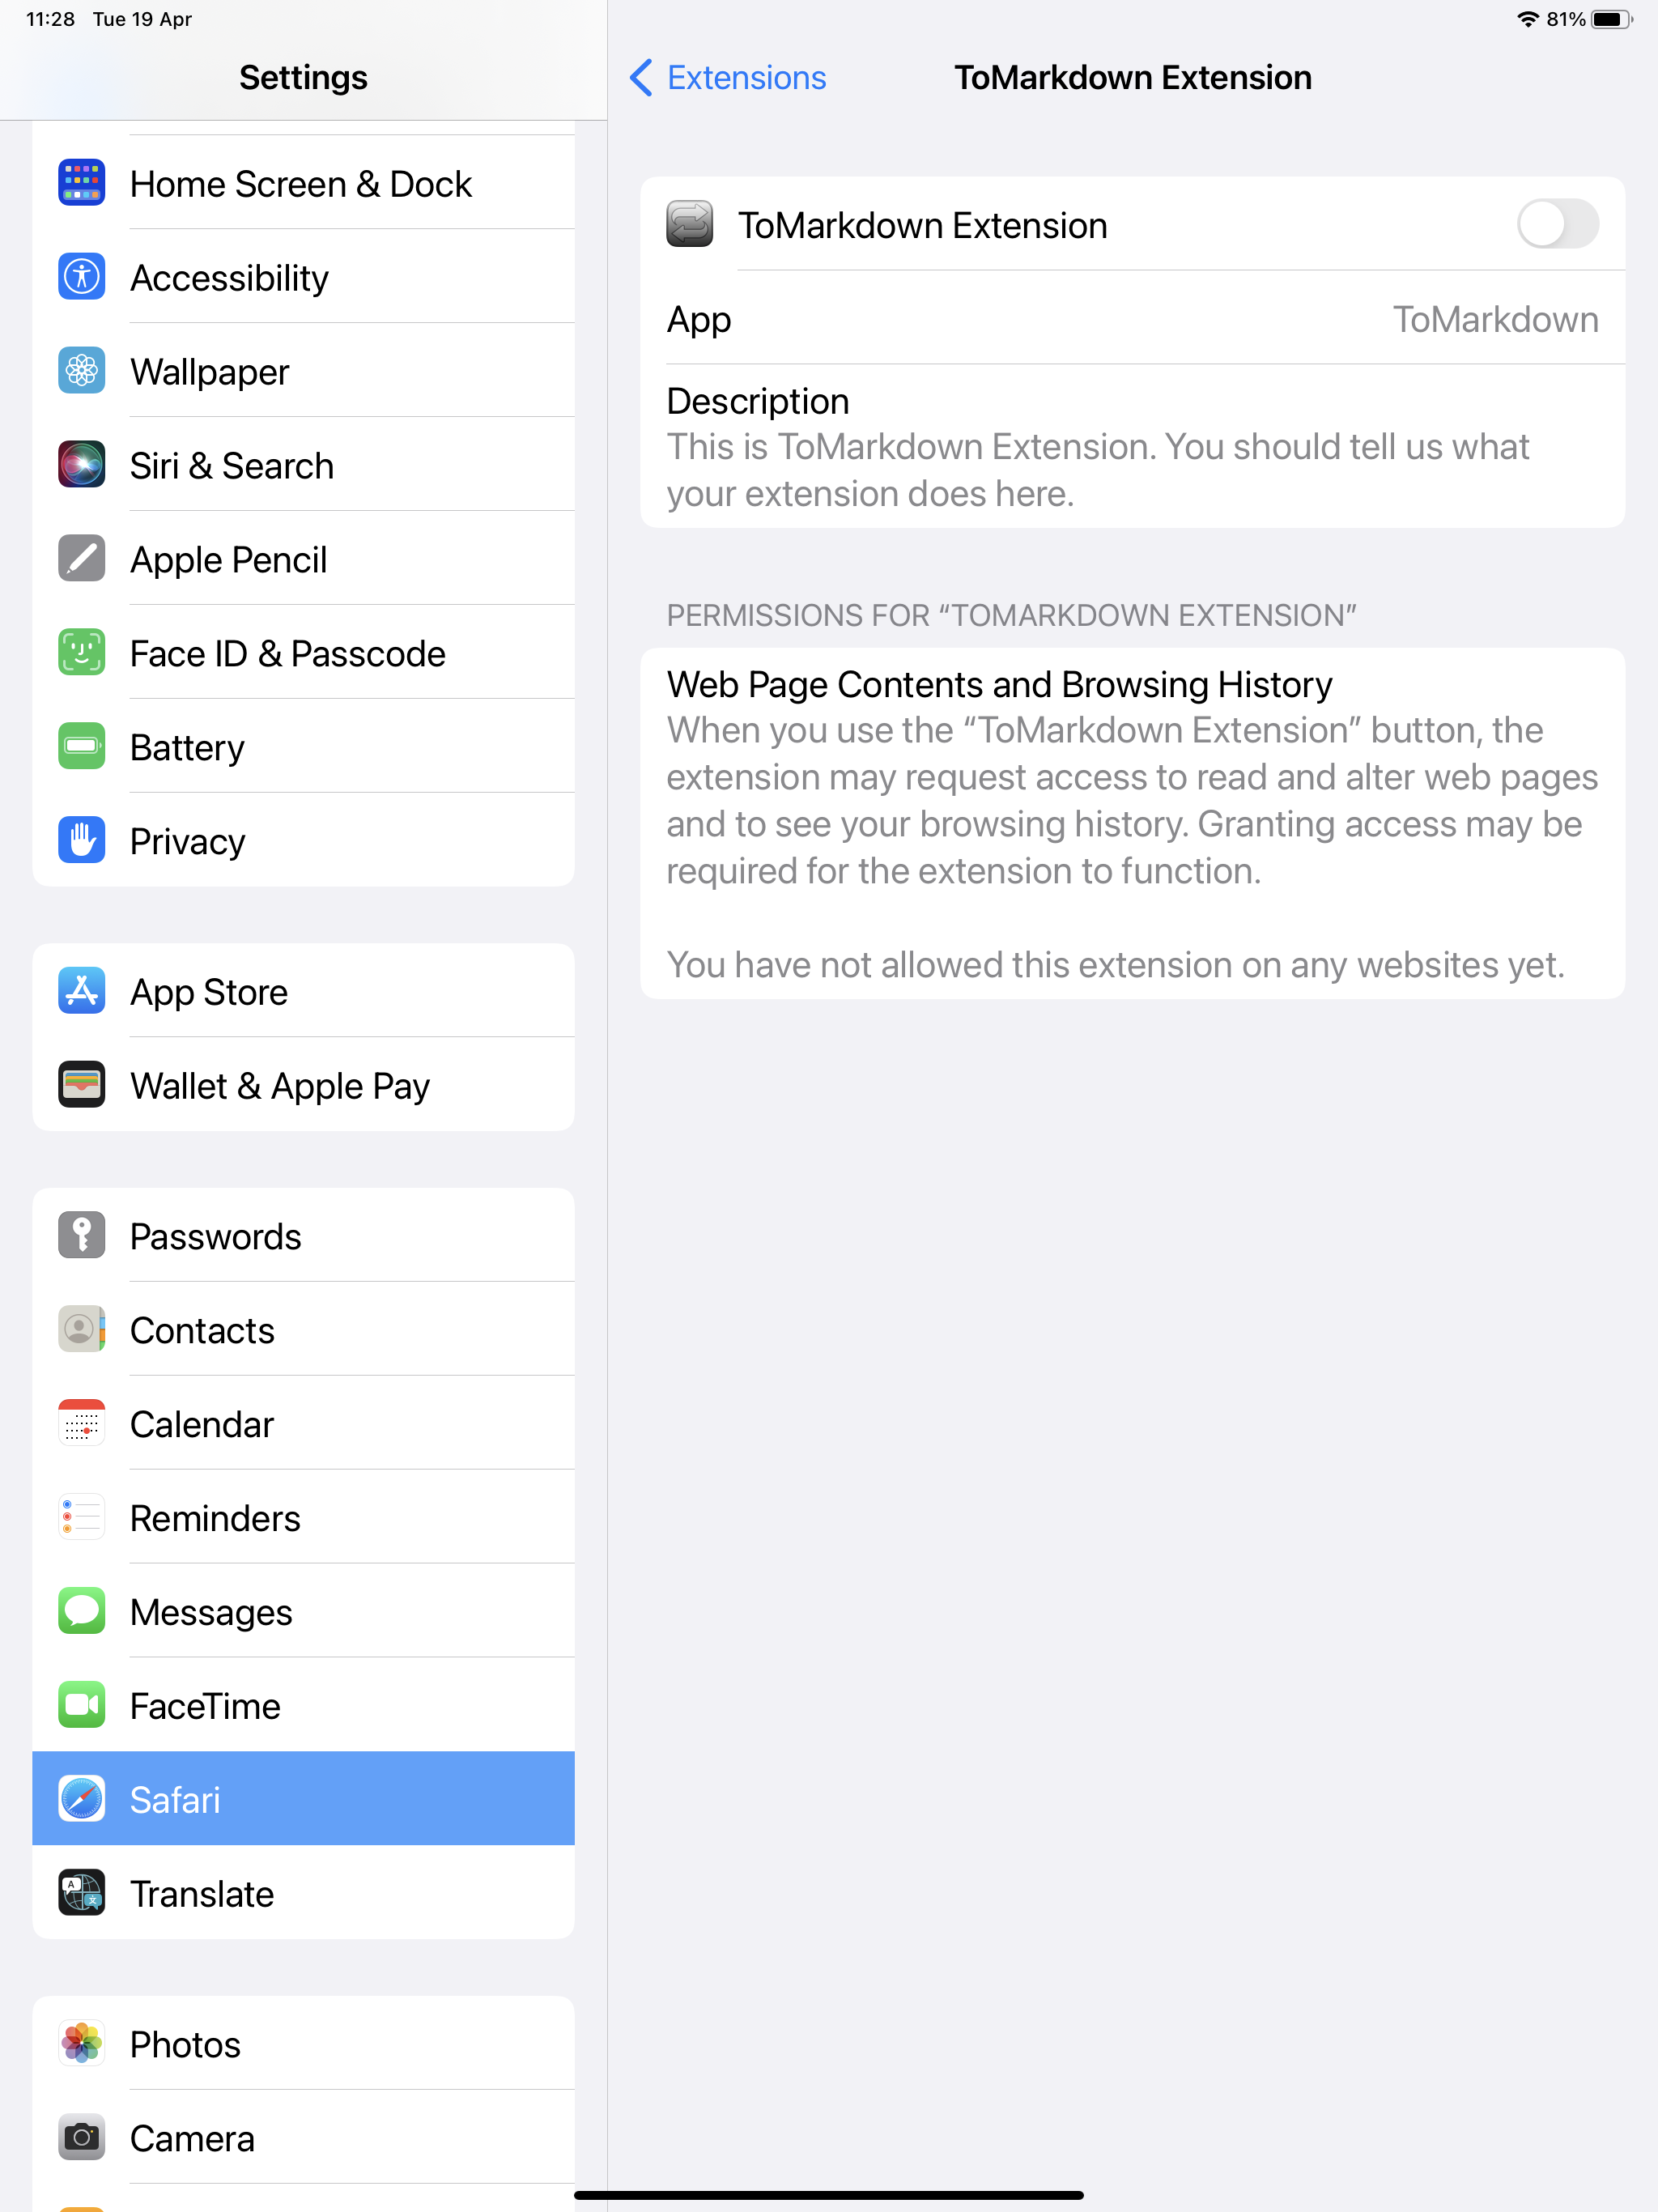 11:28 Tue 19 Apr
81%
Settings
Home Screen & Dock
Accessibility
Wallpaper
Siri & Search
Apple Pencil
Face ID & Passcode
Battery
Privacy
App Store
Wallet & Apple Pay
Passwords
Contacts
Calendar
Reminders
Messages
FaceTime
Safari
Translate
Photos
Camera
Extensions
ToMarkdown Extension
ToMarkdown Extension
App ToMarkdown
Description
This is ToMarkdown Extension. You should tell us what
your extension does here.
PERMISSIONS FOR “TOMARKDOWN EXTENSION”
Web Page Contents and Browsing History
When you use the “ToMarkdown Extension” button, the
extension may request access to read and alter web pages
and to see your browsing history. Granting access may be
required for the extension to function.
You have not allowed this extension on any websites yet.